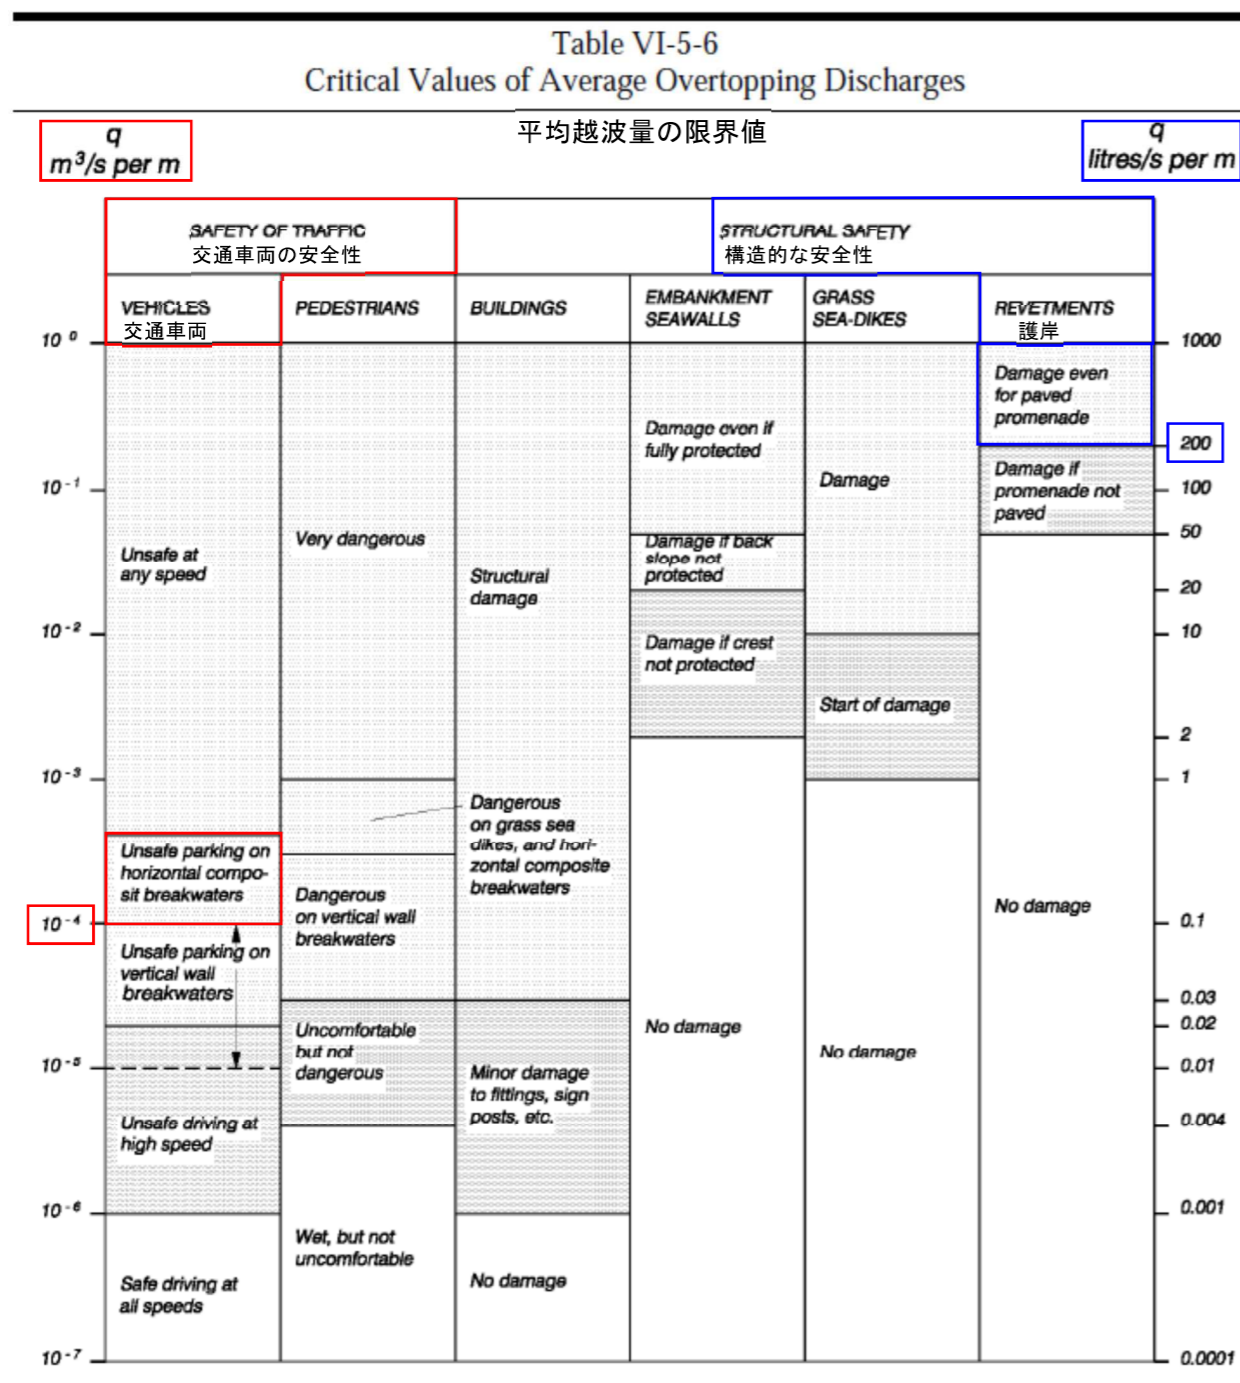 Table VI-5-6
Critical Values of Average Overtopping Discharges
平均越波量の限界値
q
m³/s per m
q
litres/s per m
SAFETY OF TRAFFIC
交通車両の安全性
STRUCTURAL SAFETY
構造的な安全性
VEHICLES
交通車両
PEDESTRIANS
BUILDINGS
EMBANKMENT
SEAWALLS
GRASS
SEA-DIKES
REVETMENTS
護岸
10⁰
10⁻¹
10⁻²
10⁻³
10⁻⁴
10⁻⁵
10⁻⁶
10⁻⁷
Unsafe at
any speed
Unsafe parking on
horizontal compo-
sit breakwaters
Unsafe parking on
vertical wall
breakwaters
Unsafe driving at
high speed
Safe driving at
all speeds
Very dangerous
Dangerous
on grass sea
dikes, and hori-
zontal composite
breakwaters
Dangerous
on vertical wall
breakwaters
Uncomfortable
but not
dangerous
Wet, but not
uncomfortable
Structural
damage
Minor damage
to fittings, sign
posts, etc.
No damage
Damage even if
fully protected
Damage if back
slope not
protected
Damage if crest
not protected
No damage
Damage
Start of damage
No damage
Damage even
for paved
promenade
Damage if
promenade not
paved
No damage
1000
200
100
50
20
10
2
1
0.1
0.03
0.02
0.01
0.004
0.001
0.0001